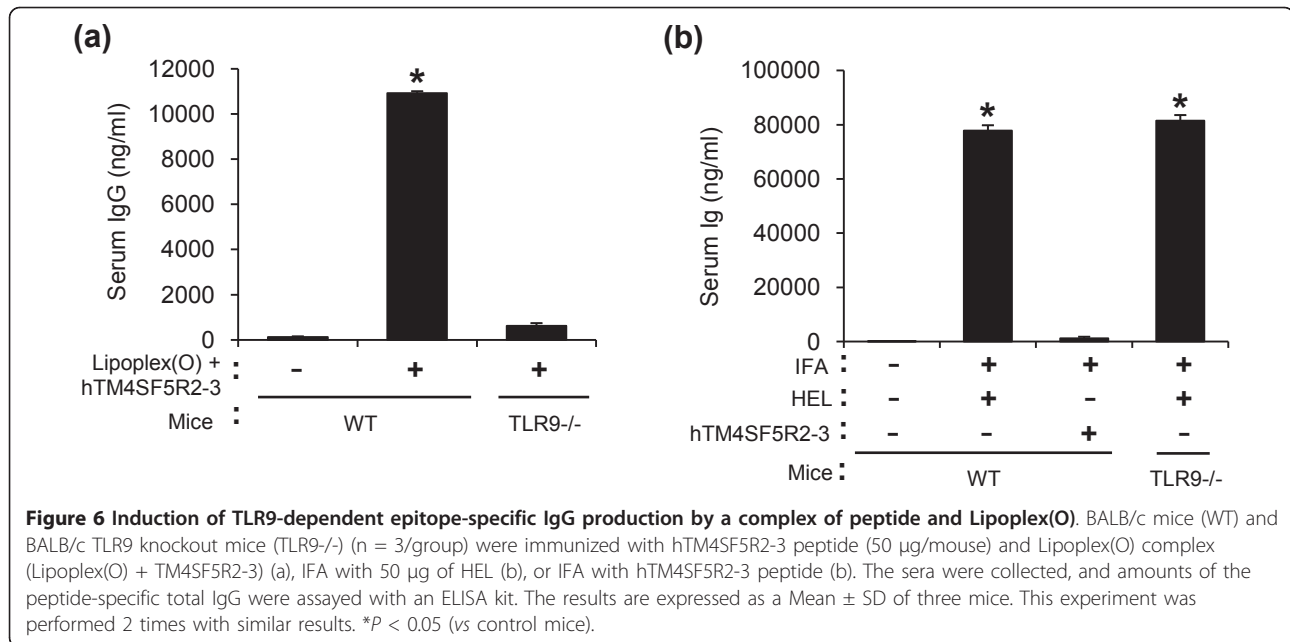 (a)
Serum IgG (ng/ml)
12000
10000
8000
6000
4000
2000
0
*
Lipoplex(O) +
hTM4SF5R2-3 : – + +
Mice : WT TLR9-/-
(b)
Serum Ig (ng/ml)
100000
80000
60000
40000
20000
0
* *
IFA : – + + +
HEL : – + – +
hTM4SF5R2-3 : – – + –
Mice : WT TLR9-/-
Figure 6 Induction of TLR9-dependent epitope-specific IgG production by a complex of peptide and Lipoplex(O). BALB/c mice (WT) and
BALB/c TLR9 knockout mice (TLR9-/-) (n = 3/group) were immunized with hTM4SF5R2-3 peptide (50 μg/mouse) and Lipoplex(O) complex
(Lipoplex(O) + TM4SF5R2-3) (a), IFA with 50 μg of HEL (b), or IFA with hTM4SF5R2-3 peptide (b). The sera were collected, and amounts of the
peptide-specific total IgG were assayed with an ELISA kit. The results are expressed as a Mean ± SD of three mice. This experiment was
performed 2 times with similar results. *P < 0.05 (vs control mice).